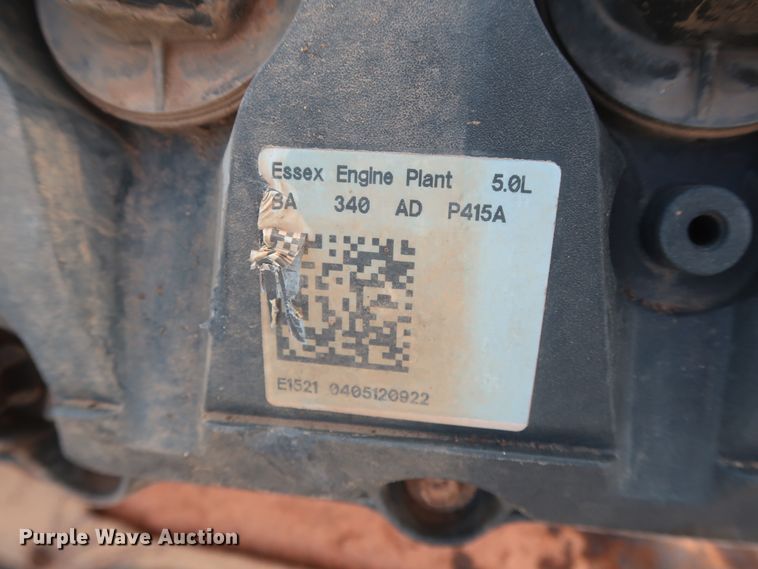 Essex Engine Plant 5.0L
BA 340 AD P415A
E1521 0405120922
Purple Wave Auction